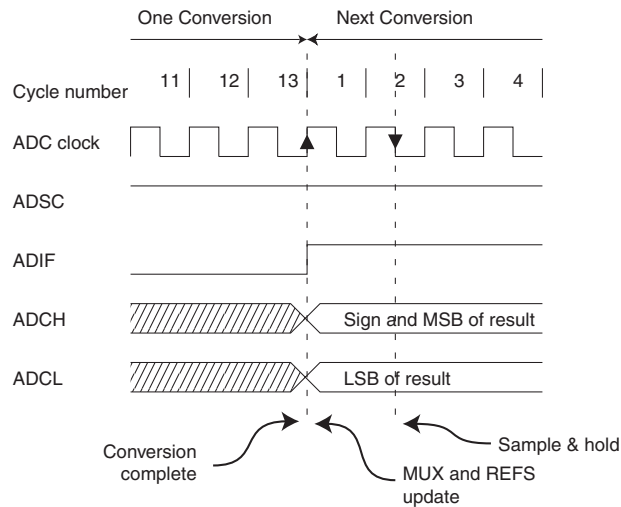 One Conversion Next Conversion
Cycle number 11 12 13 1 2 3 4
ADC clock
ADSC
ADIF
ADCH Sign and MSB of result
ADCL LSB of result
Conversion
complete
MUX and REFS
update
Sample & hold